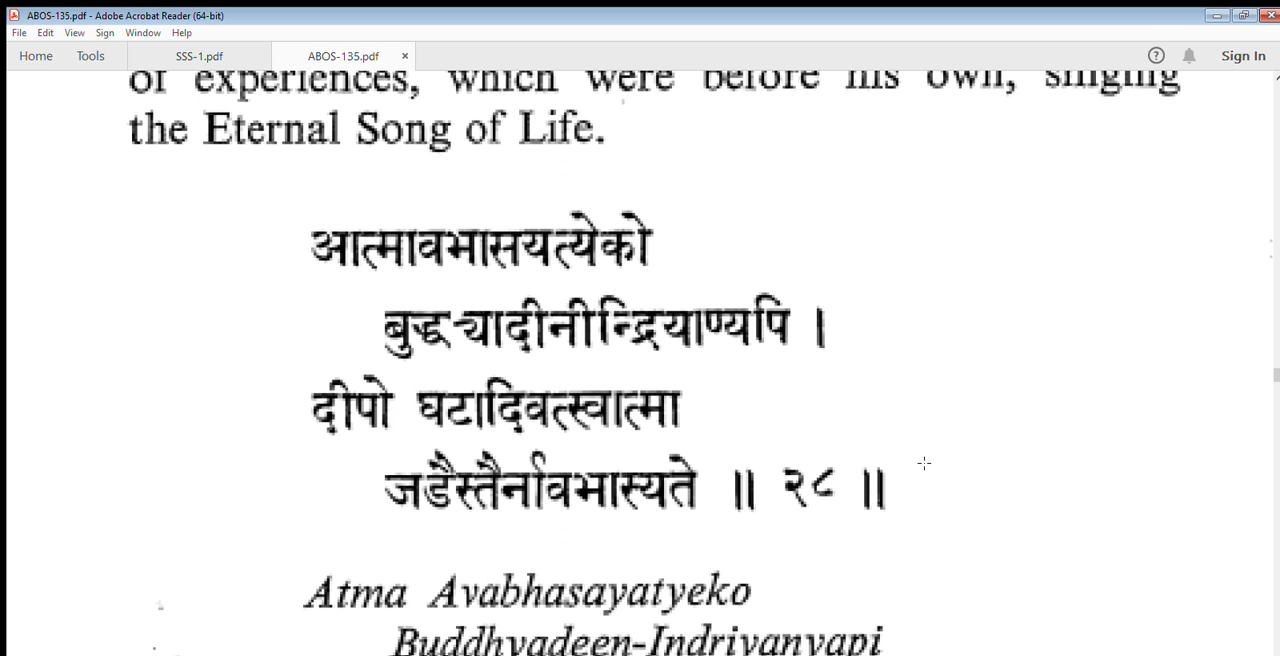 ABOS-135.pdf - Adobe Acrobat Reader (64-bit)
File Edit View Sign Window Help
Home Tools SSS-1.pdf ABOS-135.pdf × ? Sign In
of experiences, which were before his own, singing
the Eternal Song of Life.
आत्मावभासयत्येको
बुद्ध्यादीनीन्द्रियाण्यपि ।
दीपो घटादिवत्स्वात्मा
जडैस्तैर्नावभास्यते ॥ २८ ॥
Atma Avabhasayatyeko
Buddhyadeen-Indriyanyapi